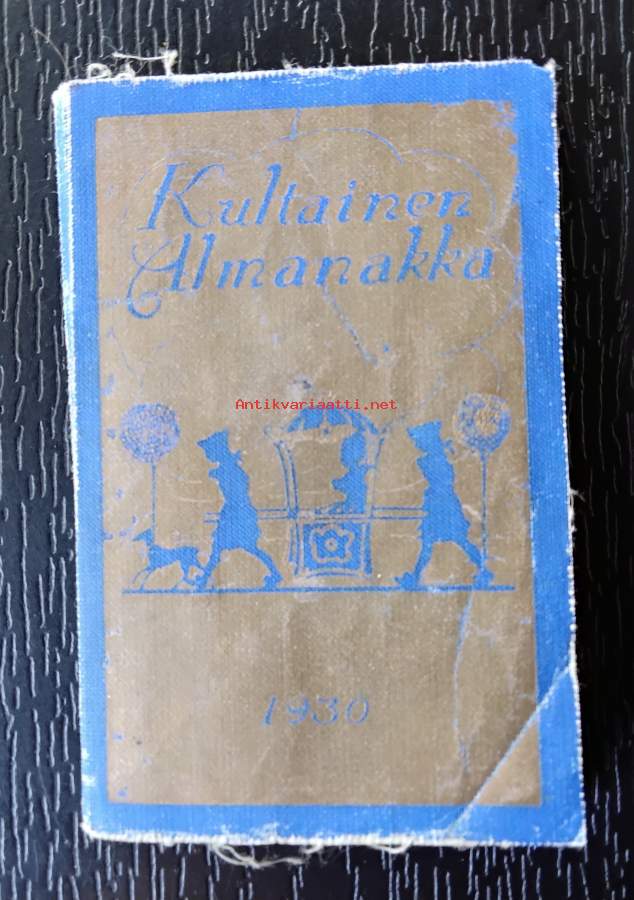 Kultainen
Almanakka
Antikvariaatti.net
1930